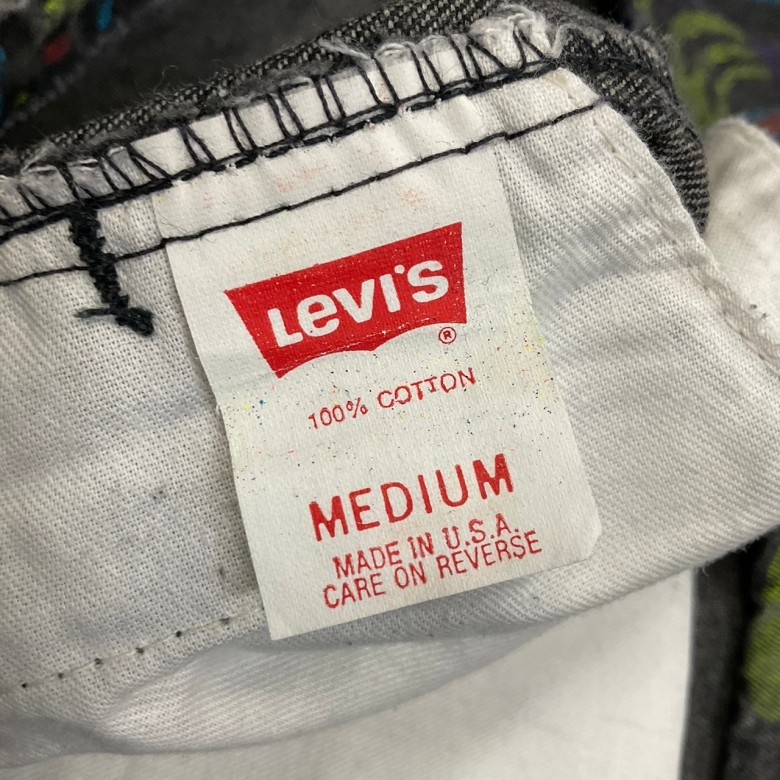 Levi's
®
100% COTTON
MEDIUM
MADE IN U.S.A.
CARE ON REVERSE